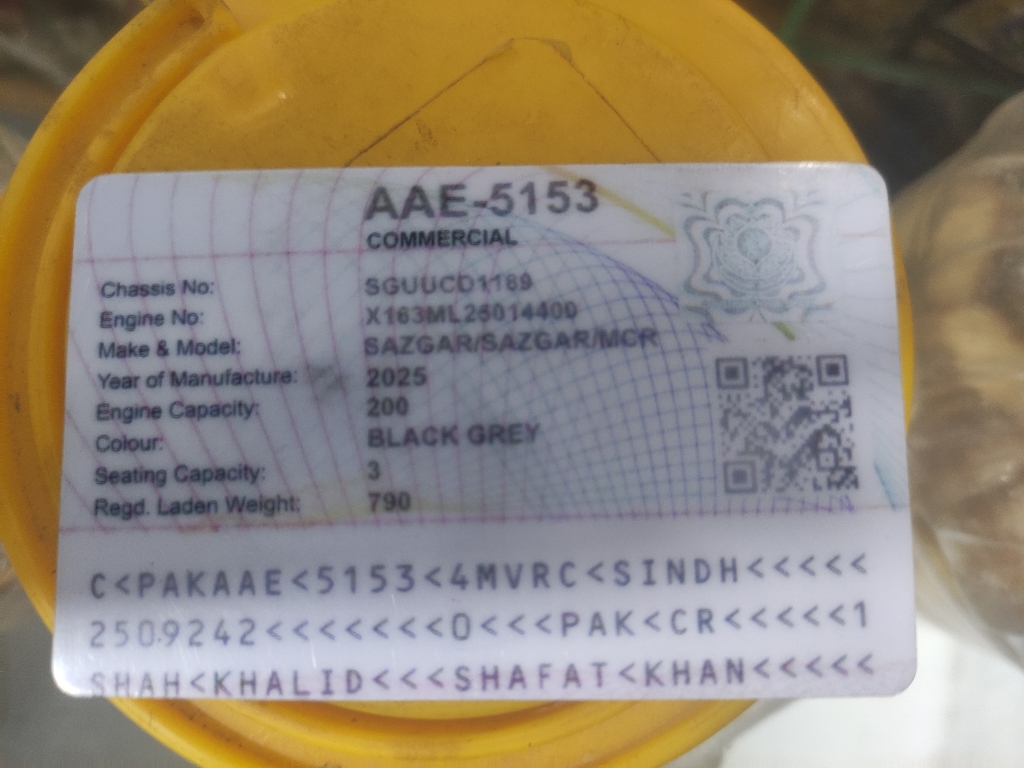 AAE-5153
COMMERCIAL
Chassis No: SGUUCD1189
Engine No: X163ML25014400
Make & Model: SAZGAR/SAZGAR/MCR
Year of Manufacture: 2025
Engine Capacity: 200
Colour: BLACK GREY
Seating Capacity: 3
Regd. Laden Weight: 790
C<PAKAAE<5153<4MVRC<SINDH<<<<<
2509242<<<<<<<<0<<<PAK<CR<<<<<1
SHAH<KHALID<<<SHAFAT<KHAN<<<<<